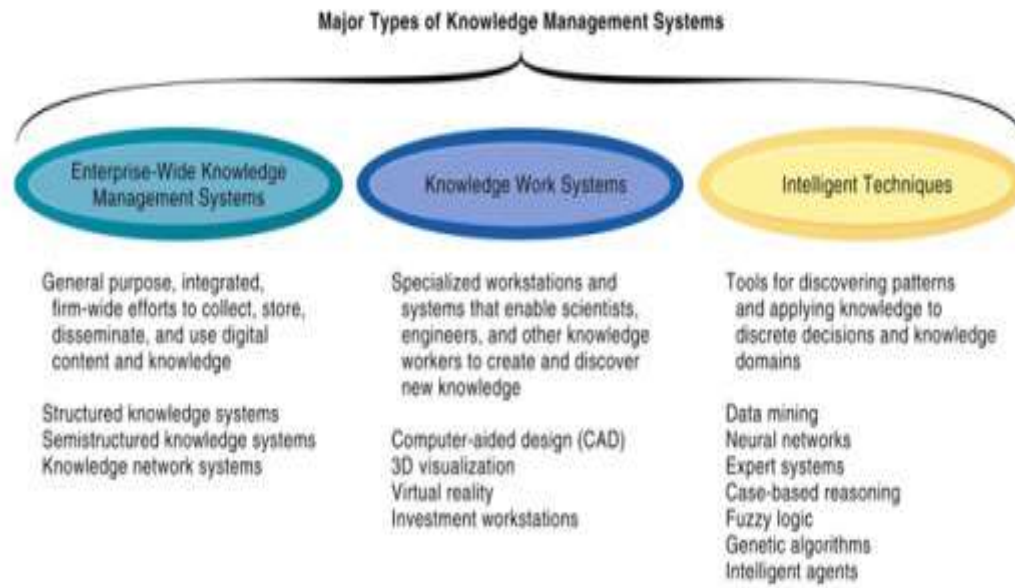 Major Types of Knowledge Management Systems
Enterprise-Wide Knowledge
Management Systems
Knowledge Work Systems
Intelligent Techniques
General purpose, integrated,
firm-wide efforts to collect, store,
disseminate, and use digital
content and knowledge
Structured knowledge systems
Semistructured knowledge systems
Knowledge network systems
Specialized workstations and
systems that enable scientists,
engineers, and other knowledge
workers to create and discover
new knowledge
Computer-aided design (CAD)
3D visualization
Virtual reality
Investment workstations
Tools for discovering patterns
and applying knowledge to
discrete decisions and knowledge
domains
Data mining
Neural networks
Expert systems
Case-based reasoning
Fuzzy logic
Genetic algorithms
Intelligent agents